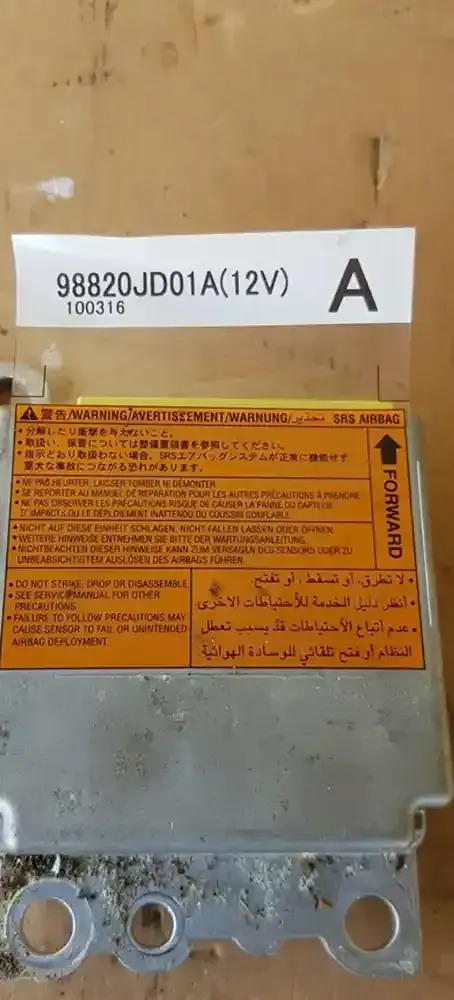 98820JD01A(12V)
100316
A
警告/WARNING/AVERTISSEMENT/WARNUNG/تحذير SRS AIRBAG
• 分解したり衝撃を与えないこと。
• 取扱い、保管については整備要領書を参照してください。
• 指示どおり取扱わない場合、SRSエアバッグシステムが正常に機能せず
重大な事故につながる恐れがあります。
• NE PAS HEURTER, LAISSER TOMBER NI DÉMONTER.
• SE REPORTER AU MANUEL DE RÉPARATION POUR LES AUTRES PRÉCAUTIONS À PRENDRE.
• NE PAS OBSERVER LES PRÉCAUTIONS RISQUE DE CAUSER LA PANNE DU CAPTEUR
D'IMPACTS OU LE DÉPLOIEMENT INATTENDU DU COUSSIN GONFLABLE.
• NICHT AUF DIESE EINHEIT SCHLAGEN, NICHT FALLEN LASSEN ODER ÖFFNEN.
• WEITERE HINWEISE ENTNEHMEN SIE BITTE DER WARTUNGSANLEITUNG.
• NICHTBEACHTEN DIESER HINWEISE KANN ZUM VERSAGEN DES SENSORS ODER ZU
UNBEABSICHTIGTEM AUSLÖSEN DES AIRBAGS FÜHREN.
FORWARD
• DO NOT STRIKE, DROP OR DISASSEMBLE.
• SEE SERVICE MANUAL FOR OTHER
PRECAUTIONS.
• FAILURE TO FOLLOW PRECAUTIONS MAY
CAUSE SENSOR TO FAIL OR UNINTENDED
AIRBAG DEPLOYMENT.
• لا تطرق، أو تسقط، أو تفتح.
• أنظر دليل الخدمة للأحتياطات الاخرى.
• عدم أتباع الأحتياطات قد يسبب تعطل
النظام أو فتح تلقائي للوسادة الهوائية